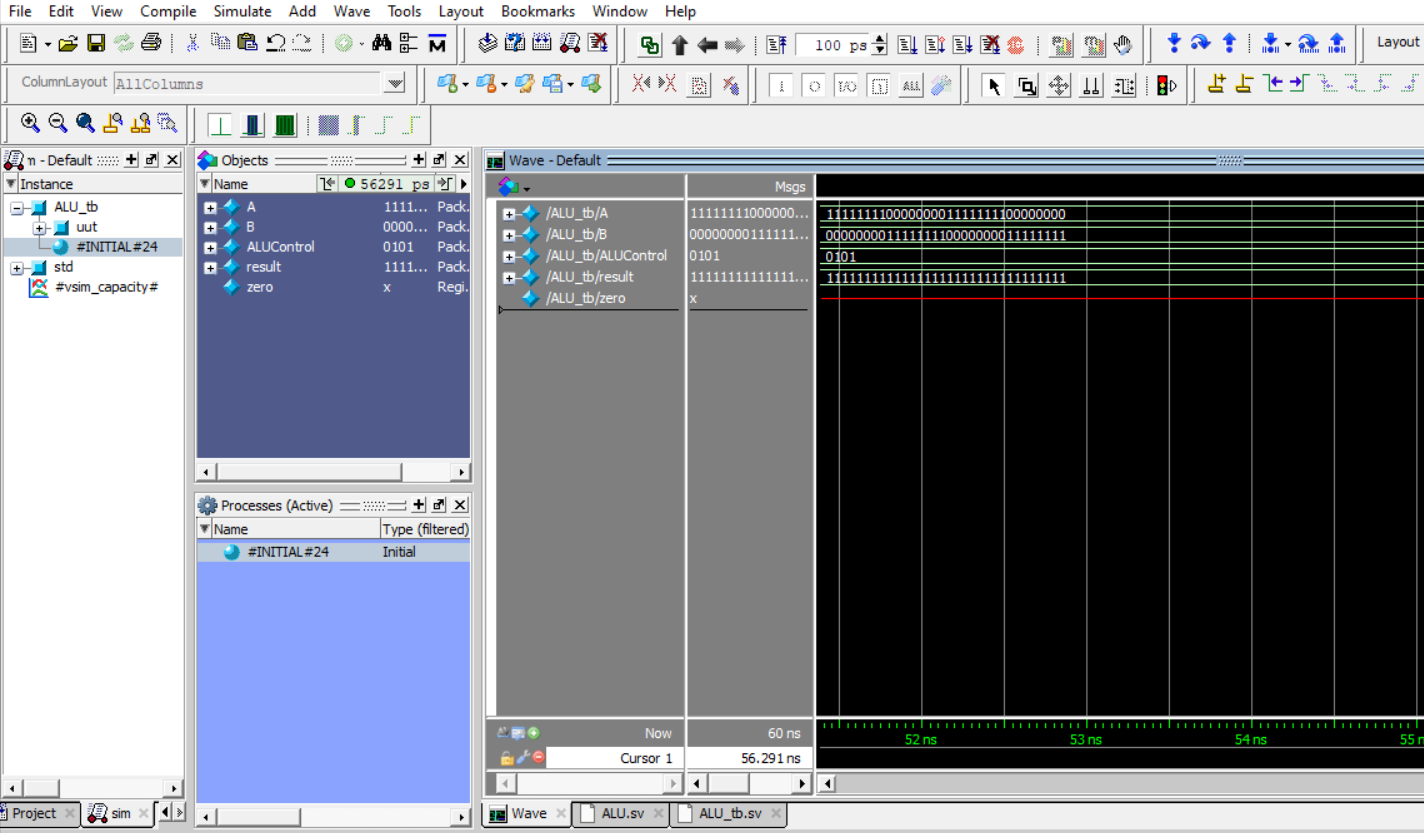 File Edit View Compile Simulate Add Wave Tools Layout Bookmarks Window Help
100 ps
Layout
ColumnLayout AllColumns
- Default
Instance
ALU_tb
uut
#INITIAL#24
std
#vsim_capacity#
Project
sim
Objects
Name
56291 ps
A 1111... Pack.
B 0000... Pack.
ALUControl 0101 Pack.
result 1111... Pack.
zero x Regi.
Processes (Active)
Name Type (filtered)
#INITIAL#24 Initial
Wave - Default
Msgs
/ALU_tb/A 11111111000000... 11111111000000001111111100000000
/ALU_tb/B 00000000111111... 00000000111111110000000011111111
/ALU_tb/ALUControl 0101 0101
/ALU_tb/result 11111111111111... 11111111111111111111111111111111
/ALU_tb/zero x
Now 60 ns
52 ns 53 ns 54 ns 55 n
Cursor 1 56.291 ns
Wave ALU.sv ALU_tb.sv